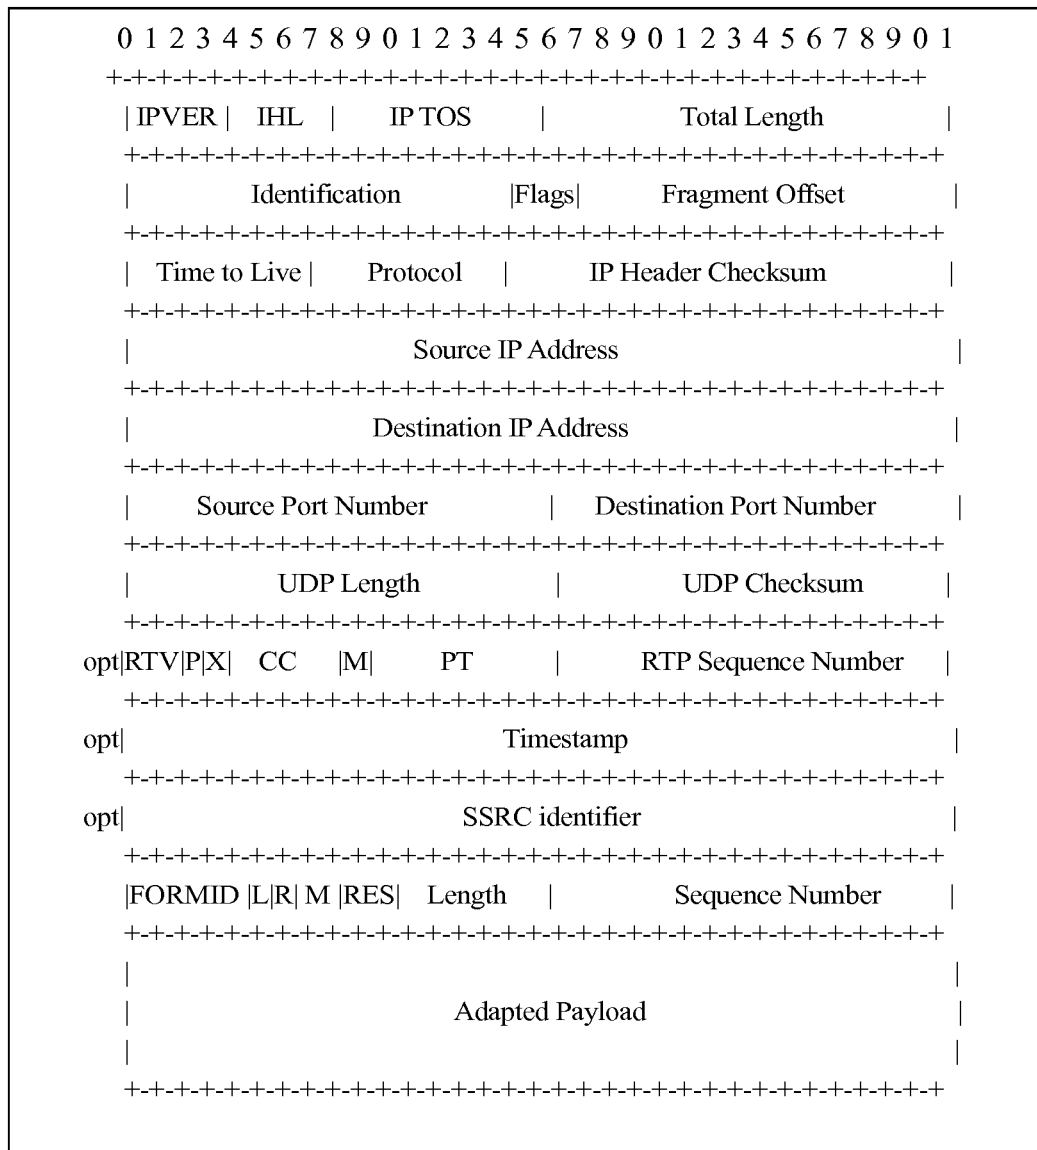 0 1 2 3 4 5 6 7 8 9 0 1 2 3 4 5 6 7 8 9 0 1 2 3 4 5 6 7 8 9 0 1
+-+-+-+-+-+-+-+-+-+-+-+-+-+-+-+-+-+-+-+-+-+-+-+-+-+-+-+-+-+-+-+-+
| IPVER | IHL | IP TOS | Total Length |
+-+-+-+-+-+-+-+-+-+-+-+-+-+-+-+-+-+-+-+-+-+-+-+-+-+-+-+-+-+-+-+-+
| Identification |Flags| Fragment Offset |
+-+-+-+-+-+-+-+-+-+-+-+-+-+-+-+-+-+-+-+-+-+-+-+-+-+-+-+-+-+-+-+-+
| Time to Live | Protocol | IP Header Checksum |
+-+-+-+-+-+-+-+-+-+-+-+-+-+-+-+-+-+-+-+-+-+-+-+-+-+-+-+-+-+-+-+-+
| Source IP Address |
+-+-+-+-+-+-+-+-+-+-+-+-+-+-+-+-+-+-+-+-+-+-+-+-+-+-+-+-+-+-+-+-+
| Destination IP Address |
+-+-+-+-+-+-+-+-+-+-+-+-+-+-+-+-+-+-+-+-+-+-+-+-+-+-+-+-+-+-+-+-+
| Source Port Number | Destination Port Number |
+-+-+-+-+-+-+-+-+-+-+-+-+-+-+-+-+-+-+-+-+-+-+-+-+-+-+-+-+-+-+-+-+
| UDP Length | UDP Checksum |
+-+-+-+-+-+-+-+-+-+-+-+-+-+-+-+-+-+-+-+-+-+-+-+-+-+-+-+-+-+-+-+-+
opt|RTV|P|X| CC |M| PT | RTP Sequence Number |
+-+-+-+-+-+-+-+-+-+-+-+-+-+-+-+-+-+-+-+-+-+-+-+-+-+-+-+-+-+-+-+-+
opt| Timestamp |
+-+-+-+-+-+-+-+-+-+-+-+-+-+-+-+-+-+-+-+-+-+-+-+-+-+-+-+-+-+-+-+-+
opt| SSRC identifier |
+-+-+-+-+-+-+-+-+-+-+-+-+-+-+-+-+-+-+-+-+-+-+-+-+-+-+-+-+-+-+-+-+
|FORMID |L|R| M |RES| Length | Sequence Number |
+-+-+-+-+-+-+-+-+-+-+-+-+-+-+-+-+-+-+-+-+-+-+-+-+-+-+-+-+-+-+-+-+
| |
| Adapted Payload |
| |
+-+-+-+-+-+-+-+-+-+-+-+-+-+-+-+-+-+-+-+-+-+-+-+-+-+-+-+-+-+-+-+-+